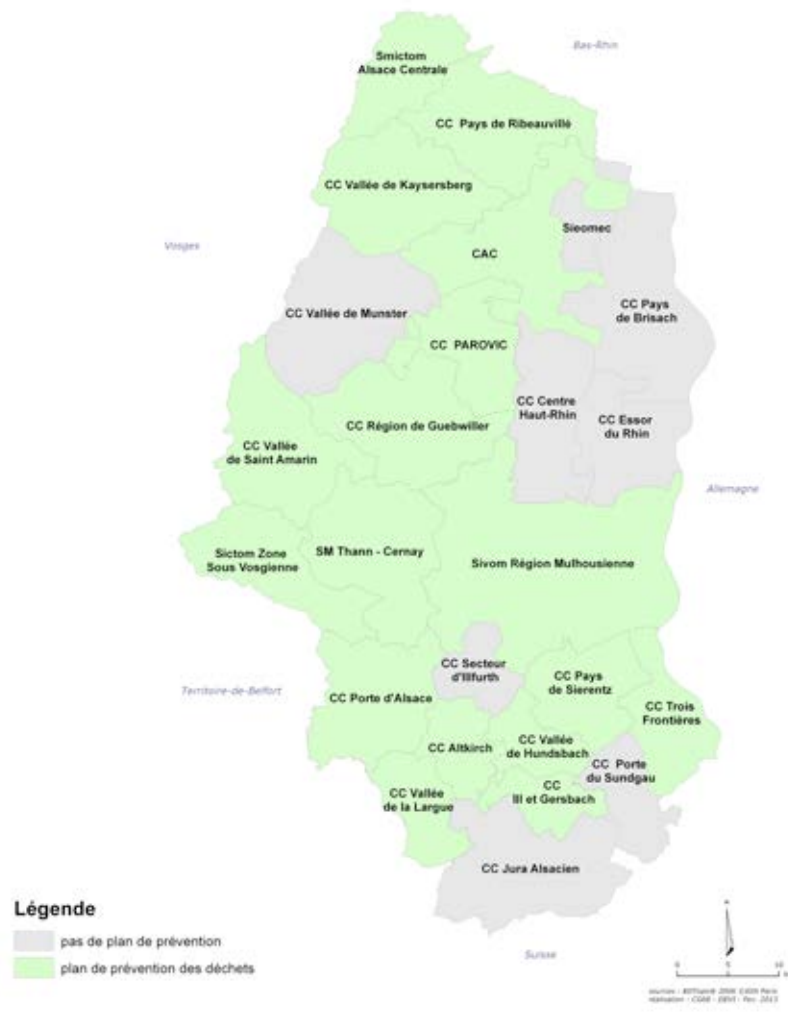 Bas-Rhin
Smictom
Alsace Centrale
CC Pays de Ribeauvillé
CC Vallée de Kaysersberg
Sieomec
Vosges
CAC
CC Vallée de Munster
CC Pays
de Brisach
CC PAROVIC
CC Centre
Haut-Rhin
CC Essor
du Rhin
CC Région de Guebwiller
CC Vallée
de Saint Amarin
Allemagne
Sictom Zone
Sous Vosgienne
SM Thann - Cernay
Sivom Région Mulhousienne
CC Secteur
d'Illfurth
CC Pays
de Sierentz
Territoire-de-Belfort
CC Porte d'Alsace
CC Trois
Frontières
CC Altkirch
CC Vallée
de Hundsbach
CC Porte
du Sundgau
CC Vallée
de la Largue
CC
Ill et Gersbach
CC Jura Alsacien
Légende
pas de plan de prévention
plan de prévention des déchets
Suisse
0 5 10